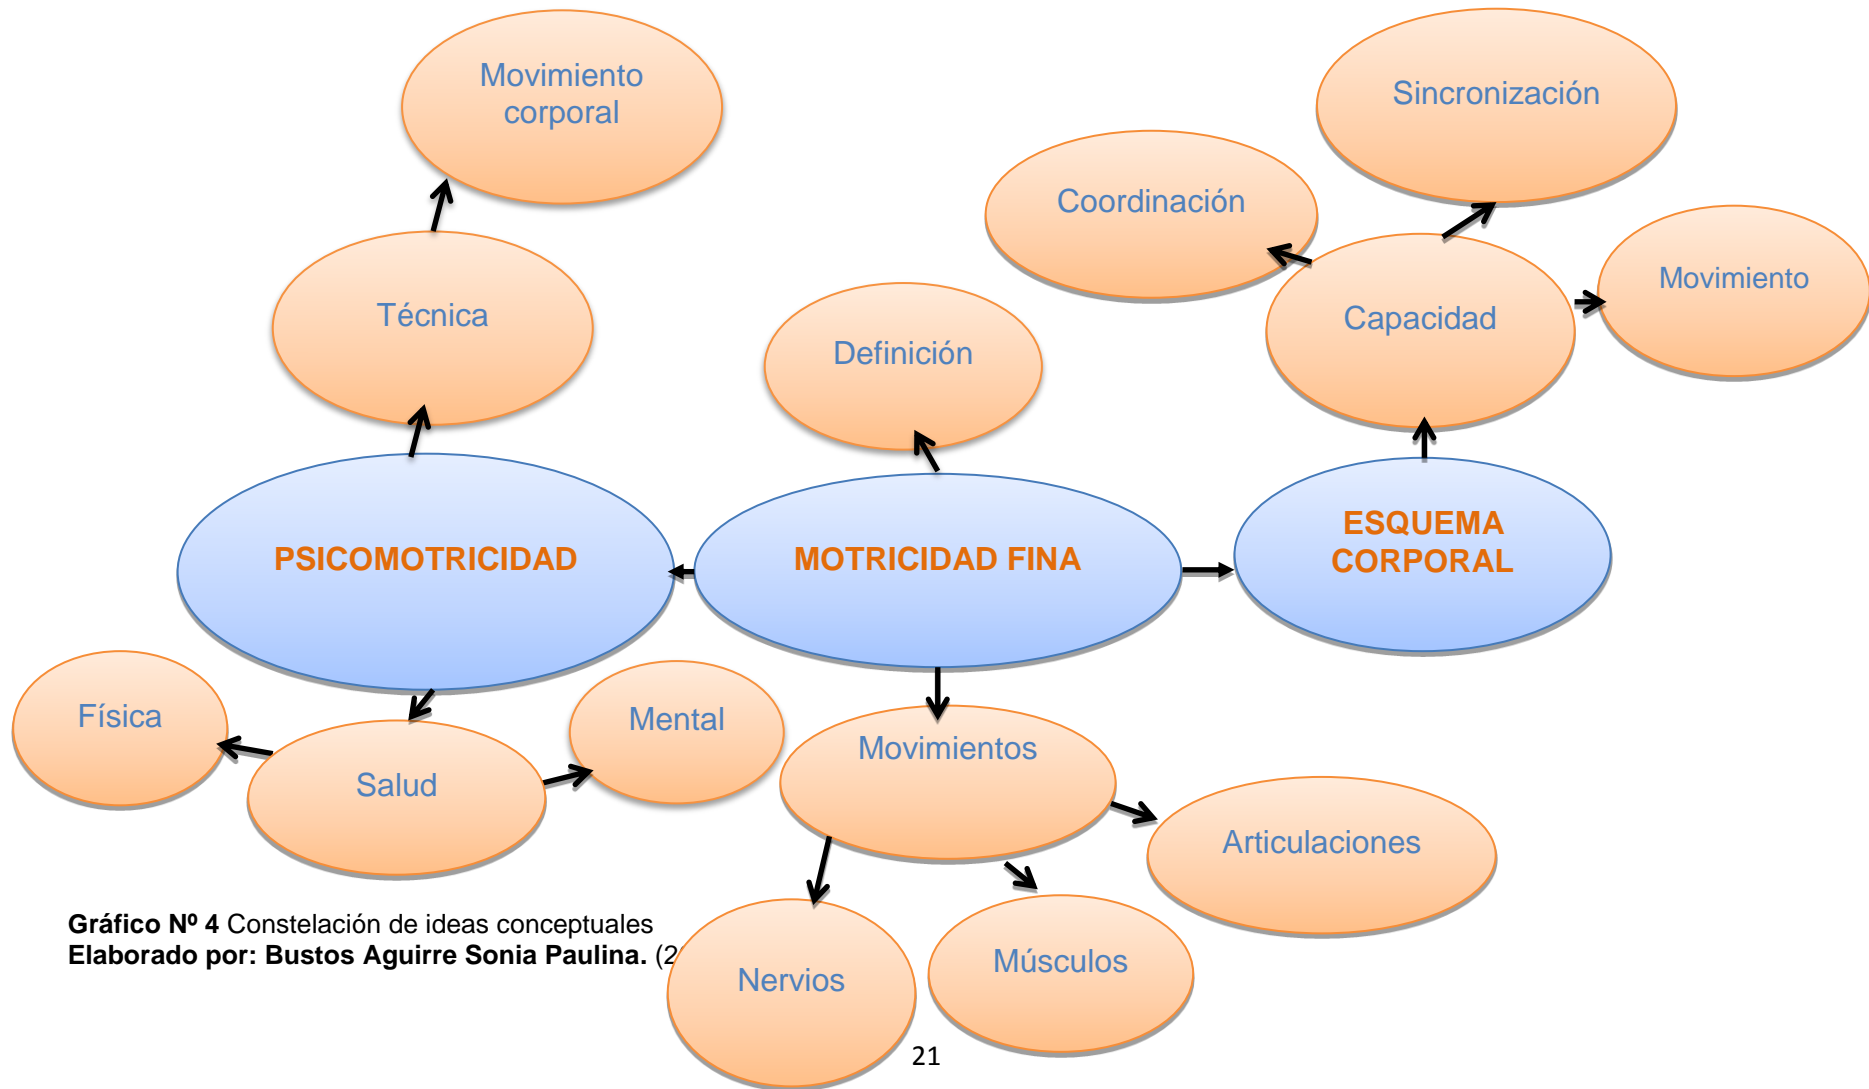 Movimiento
corporal
Sincronización
Coordinación
Movimiento
Técnica
Capacidad
Definición
ESQUEMA
CORPORAL
PSICOMOTRICIDAD
MOTRICIDAD FINA
Física
Mental
Salud
Movimientos
Articulaciones
Gráfico Nº 4 Constelación de ideas conceptuales
Elaborado por: Bustos Aguirre Sonia Paulina.
Músculos
Nervios
21